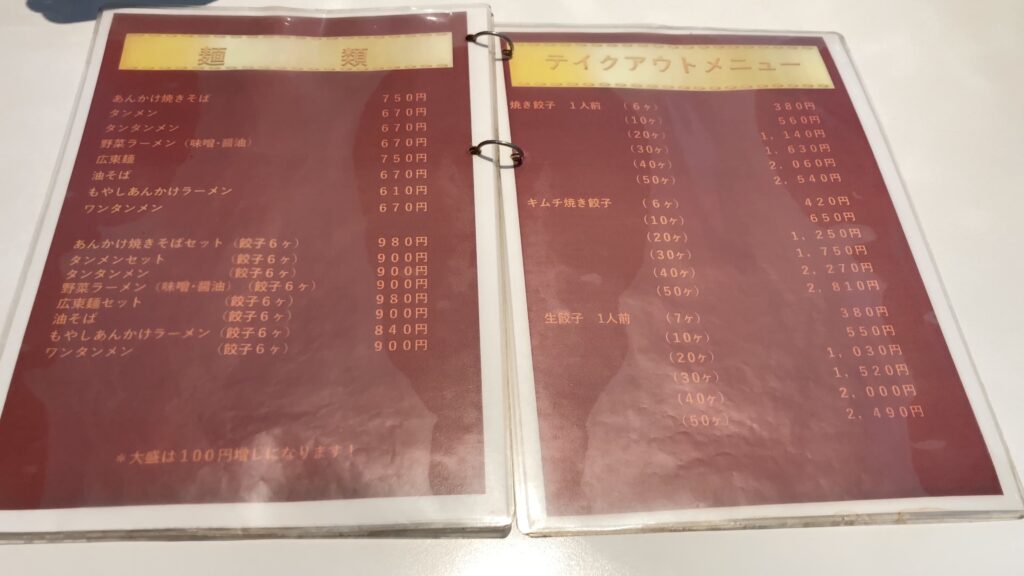 麺　類
あんかけ焼きそば　750円
タンメン　670円
タンタンメン　670円
野菜ラーメン（味噌・醤油）　670円
広東麺　750円
油そば　670円
もやしあんかけラーメン　610円
ワンタンメン　670円
あんかけ焼きそばセット（餃子6ヶ）　980円
タンメンセット（餃子6ヶ）　900円
タンタンメン（餃子6ヶ）　900円
野菜ラーメン（味噌・醤油）（餃子6ヶ）　900円
広東麺セット（餃子6ヶ）　980円
油そば（餃子6ヶ）　900円
もやしあんかけラーメン（餃子6ヶ）　840円
ワンタンメン（餃子6ヶ）　900円
＊大盛は100円増しになります！
テイクアウトメニュー
焼き餃子　1人前（6ヶ）　380円
（10ヶ）　560円
（20ヶ）　1，140円
（30ヶ）　1，630円
（40ヶ）　2，060円
（50ヶ）　2，540円
キムチ焼き餃子（6ヶ）　420円
（10ヶ）　650円
（20ヶ）　1，250円
（30ヶ）　1，750円
（40ヶ）　2，270円
（50ヶ）　2，810円
生餃子　1人前（7ヶ）　380円
（10ヶ）　550円
（20ヶ）　1，030円
（30ヶ）　1，520円
（40ヶ）　2，000円
（50ヶ）　2，490円